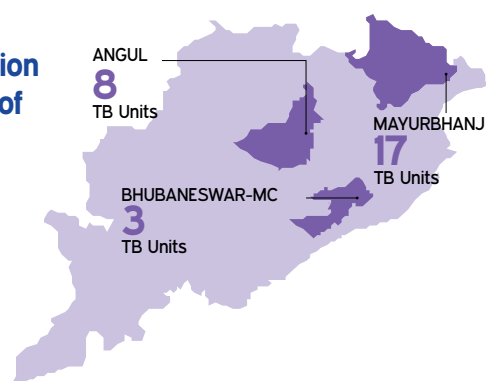 ion
of
ANGUL
8
TB Units
MAYURBHANJ
17
TB Units
BHUBANESWAR-MC
3
TB Units